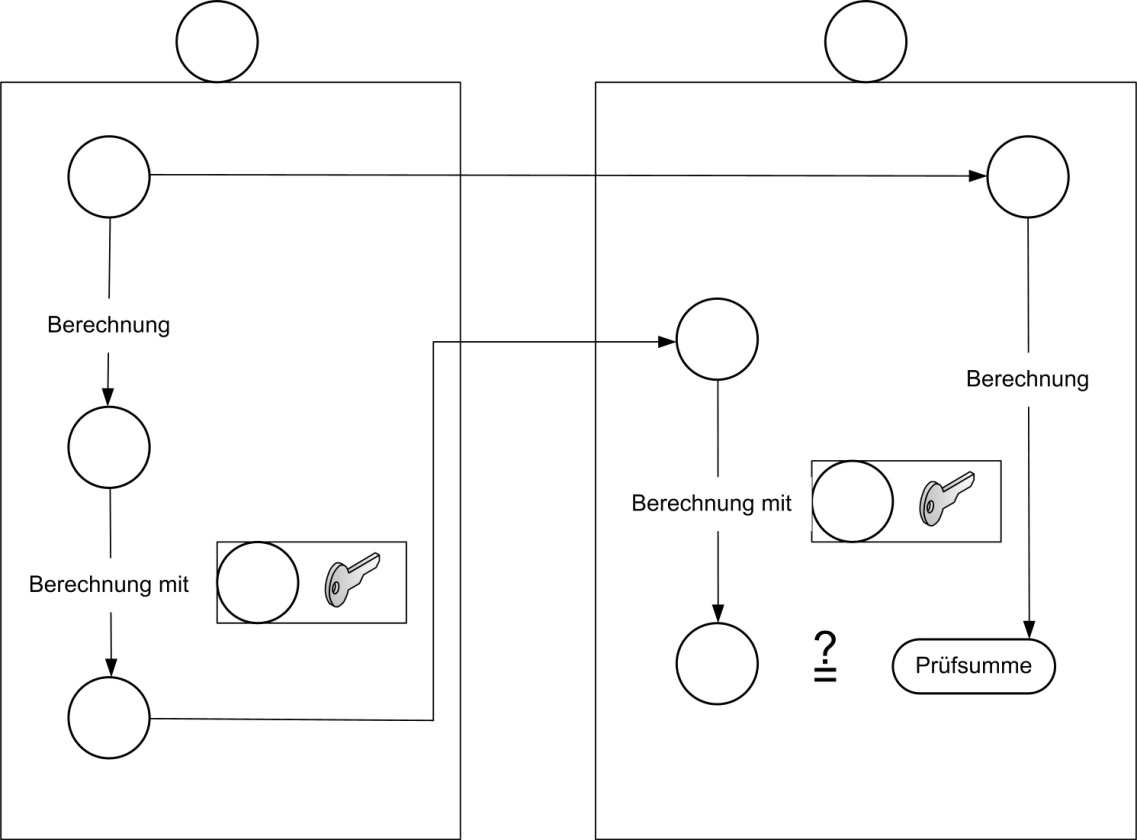 Berechnung
Berechnung
Berechnung mit
Berechnung mit
?
=
Prüfsumme